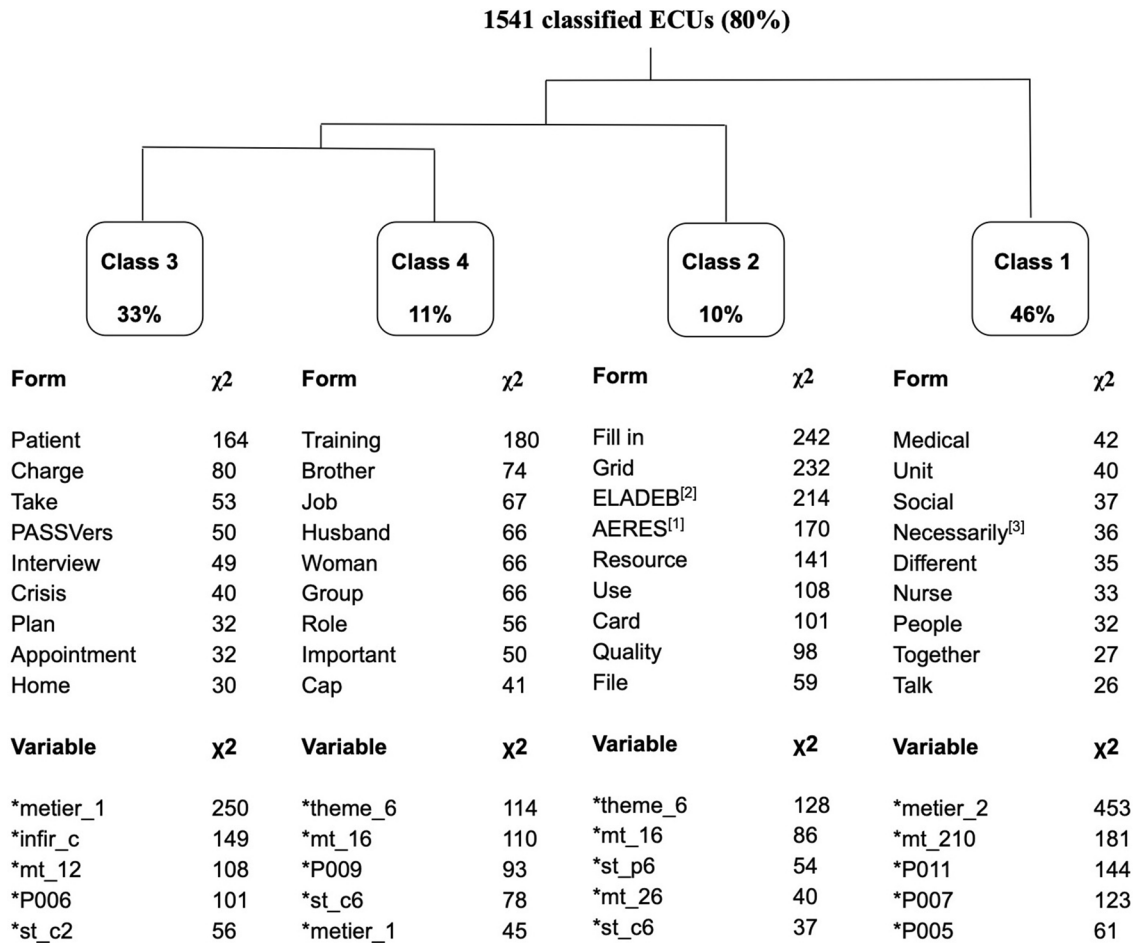 1541 classified ECUs (80%)
Class 3 Class 4 Class 2 Class 1
33% 11% 10% 46%
Form χ2 Form χ2 Form χ2 Form χ2
Patient 164 Training 180 Fill in 242 Medical 42
Charge 80 Brother 74 Grid 232 Unit 40
Take 53 Job 67 ELADEB[2] 214 Social 37
PASSVers 50 Husband 66 AERES[1] 170 Necessarily[3] 36
Interview 49 Woman 66 Resource 141 Different 35
Crisis 40 Group 66 Use 108 Nurse 33
Plan 32 Role 56 Card 101 People 32
Appointment 32 Important 50 Quality 98 Together 27
Home 30 Cap 41 File 59 Talk 26
Variable χ2 Variable χ2 Variable χ2 Variable χ2
*metier_1 250 *theme_6 114 *theme_6 128 *metier_2 453
*infir_c 149 *mt_16 110 *mt_16 86 *mt_210 181
*mt_12 108 *P009 93 *st_p6 54 *P011 144
*P006 101 *st_c6 78 *mt_26 40 *P007 123
*st_c2 56 *metier_1 45 *st_c6 37 *P005 61